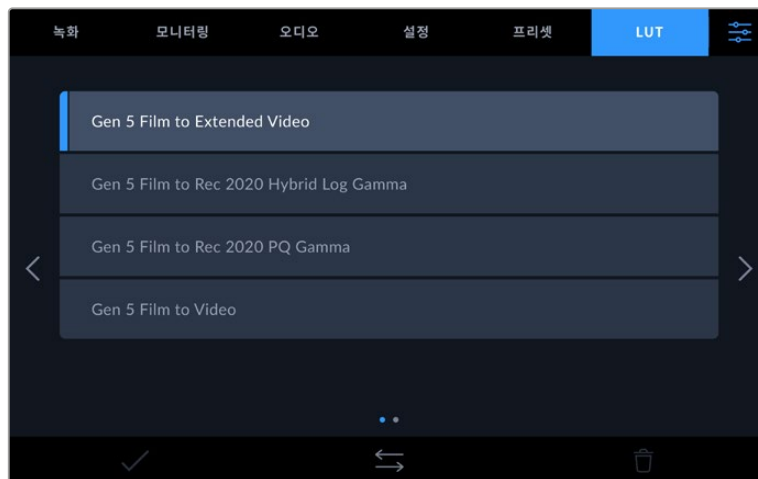 녹화 모니터링 오디오 설정 프리셋 LUT
Gen 5 Film to Extended Video
Gen 5 Film to Rec 2020 Hybrid Log Gamma
Gen 5 Film to Rec 2020 PQ Gamma
Gen 5 Film to Video